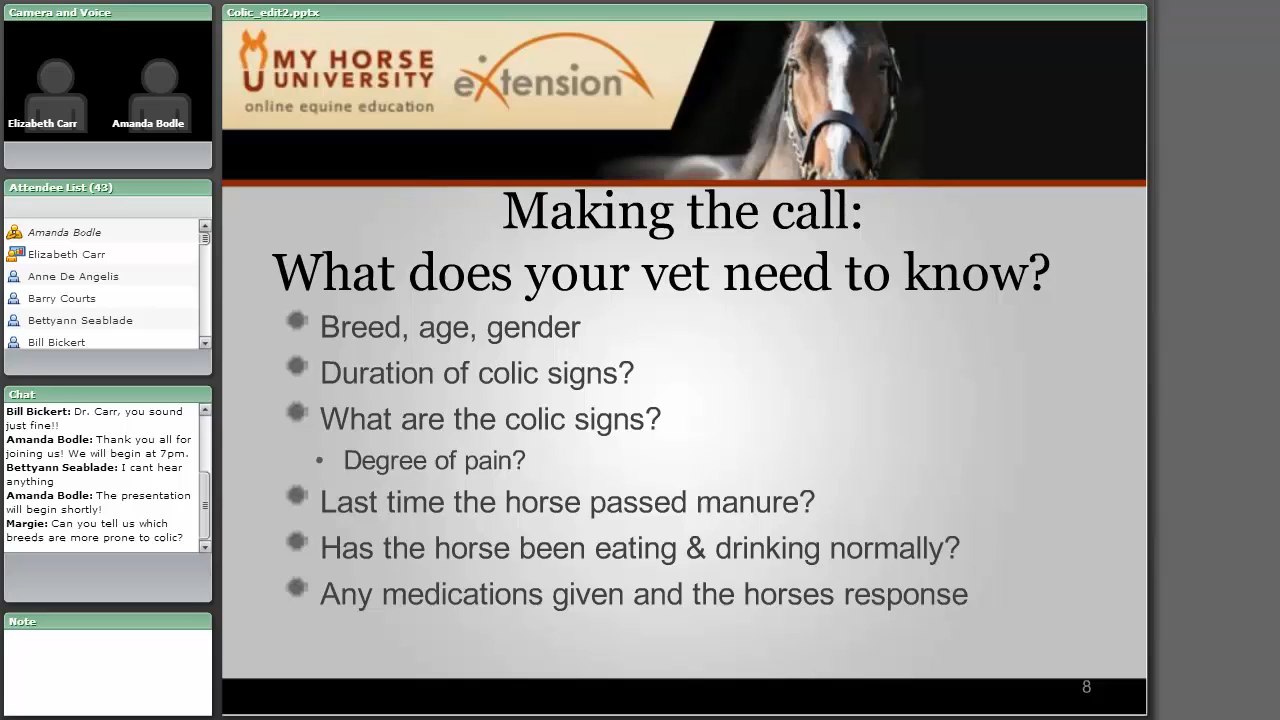 Camera and Voice
Elizabeth Carr
Amanda Bodle
Attendee List (43)
Amanda Bodle
Elizabeth Carr
Anne De Angelis
Barry Courts
Bettyann Seablade
Bill Bickert
Chat
Bill Bickert: Dr. Carr, you sound
just fine!!
Amanda Bodle: Thank you all for
joining us! We will begin at 7pm.
Bettyann Seablade: I cant hear
anything
Amanda Bodle: The presentation
will begin shortly!
Margie: Can you tell us which
breeds are more prone to colic?
Note
Colic_edit2.pptx
MY HORSE
UNIVERSITY
online equine education
eXtension
Making the call:
What does your vet need to know?
Breed, age, gender
Duration of colic signs?
What are the colic signs?
• Degree of pain?
Last time the horse passed manure?
Has the horse been eating & drinking normally?
Any medications given and the horses response
8